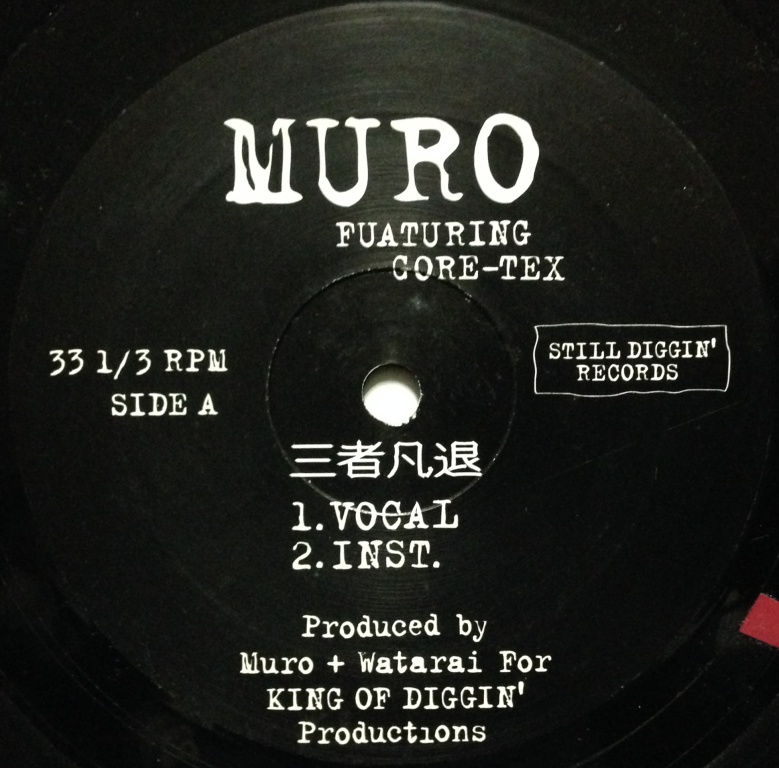 MURO
FUATURING
CORE-TEX
33 1/3 RPM
SIDE A
STILL DIGGIN'
RECORDS
三者凡退
1.VOCAL
2.INST.
Produced by
Muro + Watarai For
KING OF DIGGIN'
Productions